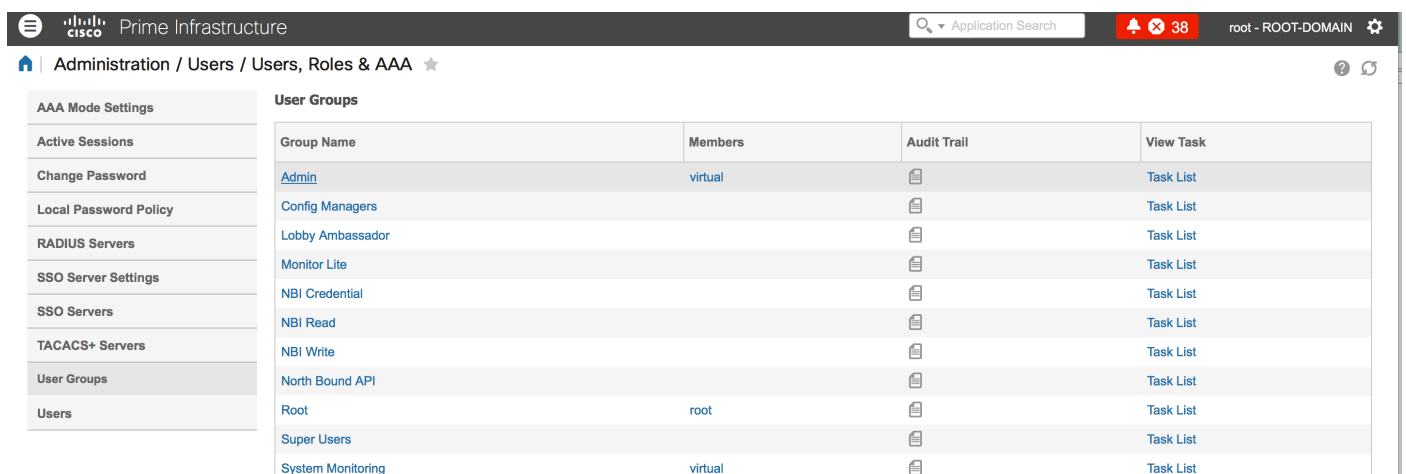 CISCO Prime Infrastructure Application Search 38 root - ROOT-DOMAIN
Administration / Users / Users, Roles & AAA
AAA Mode Settings
Active Sessions
Change Password
Local Password Policy
RADIUS Servers
SSO Server Settings
SSO Servers
TACACS+ Servers
User Groups
Users
User Groups
Group Name Members Audit Trail View Task
Admin virtual Task List
Config Managers Task List
Lobby Ambassador Task List
Monitor Lite Task List
NBI Credential Task List
NBI Read Task List
NBI Write Task List
North Bound API Task List
Root root Task List
Super Users Task List
System Monitoring virtual Task List